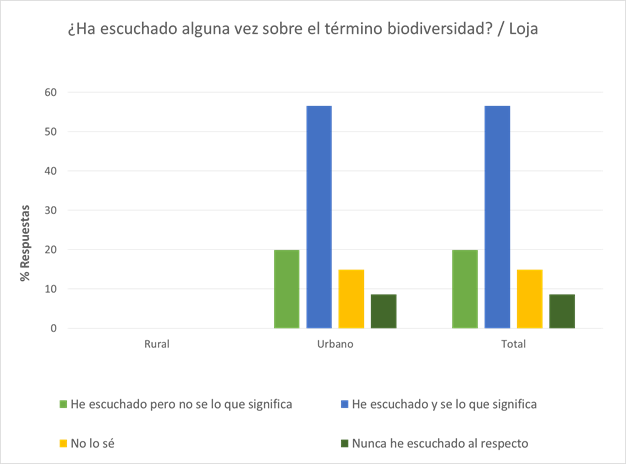 ¿Ha escuchado alguna vez sobre el término biodiversidad? / Loja
% Respuestas
60
50
40
30
20
10
0
Rural Urbano Total
He escuchado pero no se lo que significa He escuchado y se lo que significa
No lo sé Nunca he escuchado al respecto